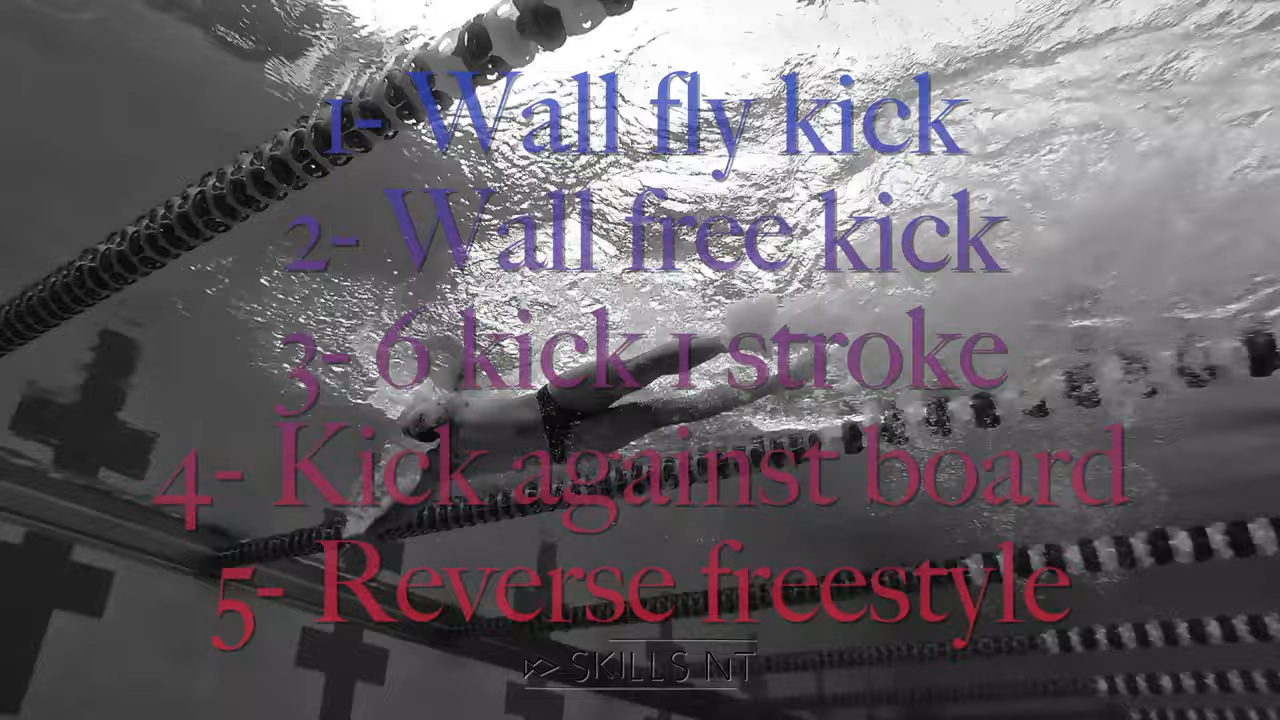 1- Wall fly kick
2- Wall free kick
3- 6 kick 1 stroke
4- Kick against board
5- Reverse freestyle
SKILLS NT